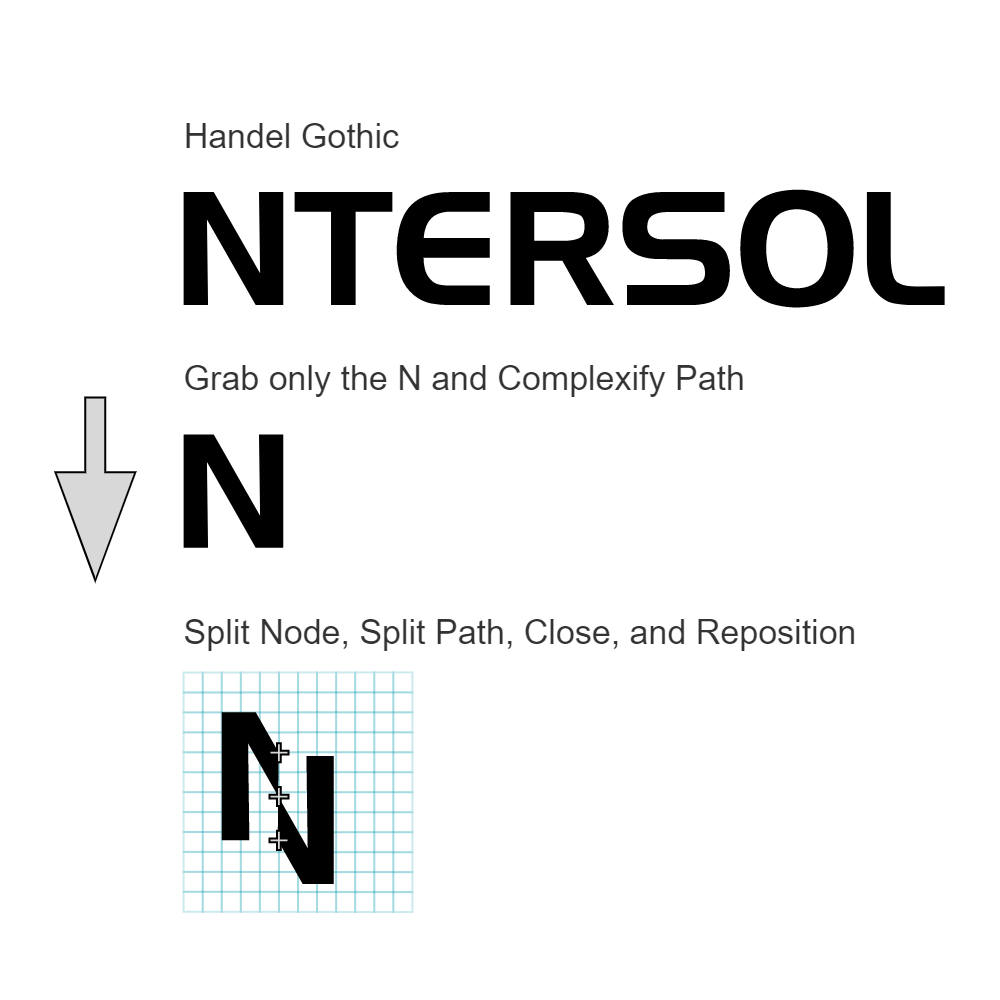 Handel Gothic
NTERSOL
Grab only the N and Complexify Path
N
Split Node, Split Path, Close, and Reposition
N